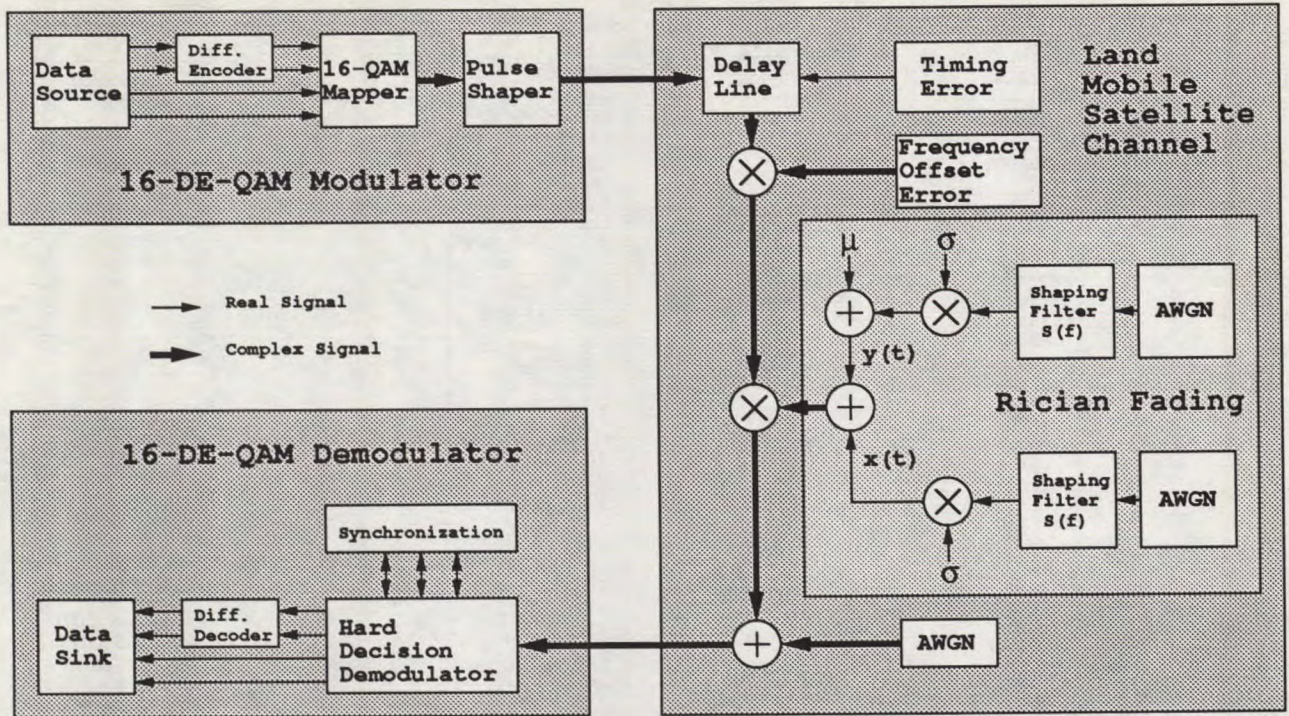 Data
Source
Diff.
Encoder
16-QAM
Mapper
Pulse
Shaper
16-DE-QAM Modulator
Delay
Line
Timing
Error
Land
Mobile
Satellite
Channel
Frequency
Offset
Error
μ
σ
Shaping
Filter
S(f)
AWGN
y(t)
Rician Fading
x(t)
Shaping
Filter
S(f)
AWGN
σ
AWGN
Real Signal
Complex Signal
16-DE-QAM Demodulator
Synchronization
Data
Sink
Diff.
Decoder
Hard
Decision
Demodulator